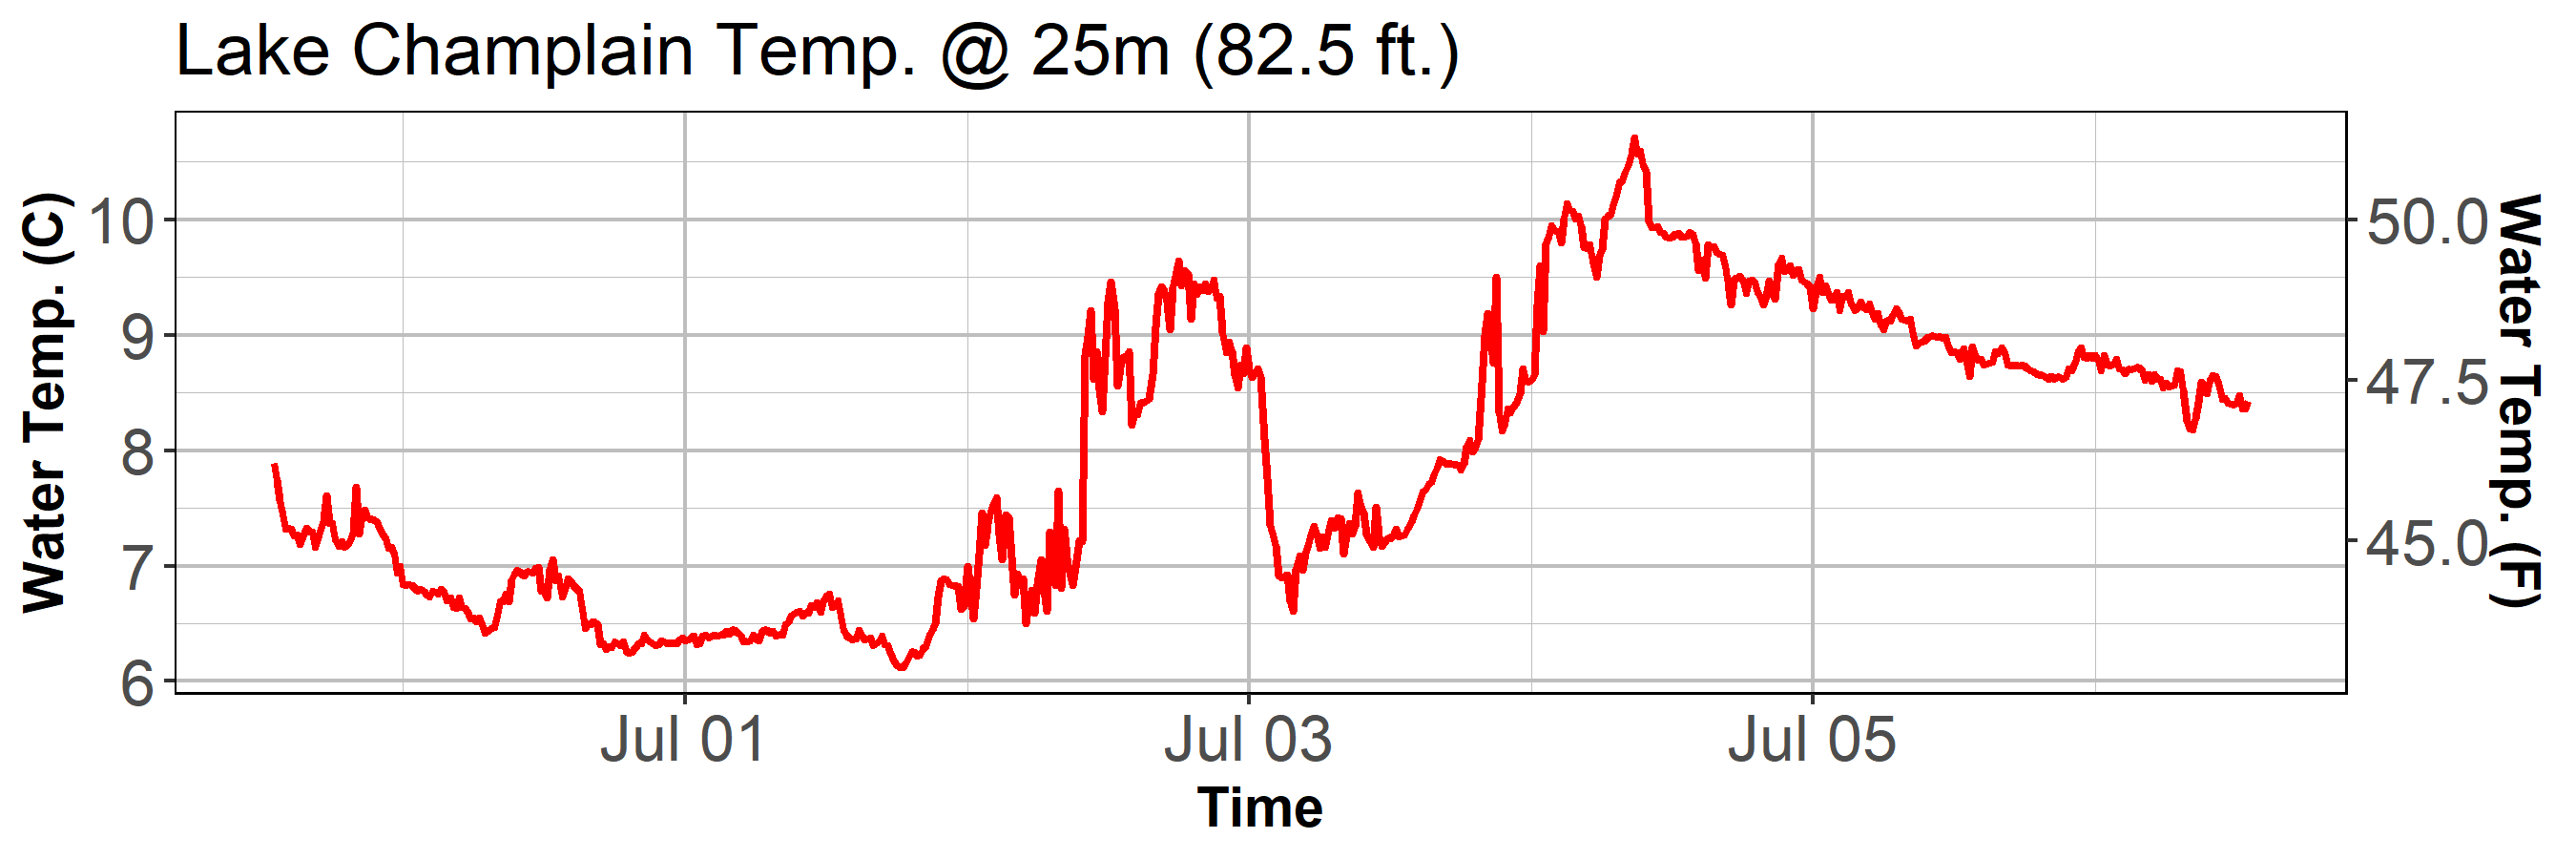 Lake Champlain Temp. @ 25m (82.5 ft.)
Water Temp. (C)
10
9
8
7
6
50.0
47.5
45.0
Water Temp. (F)
Jul 01
Jul 03
Jul 05
Time